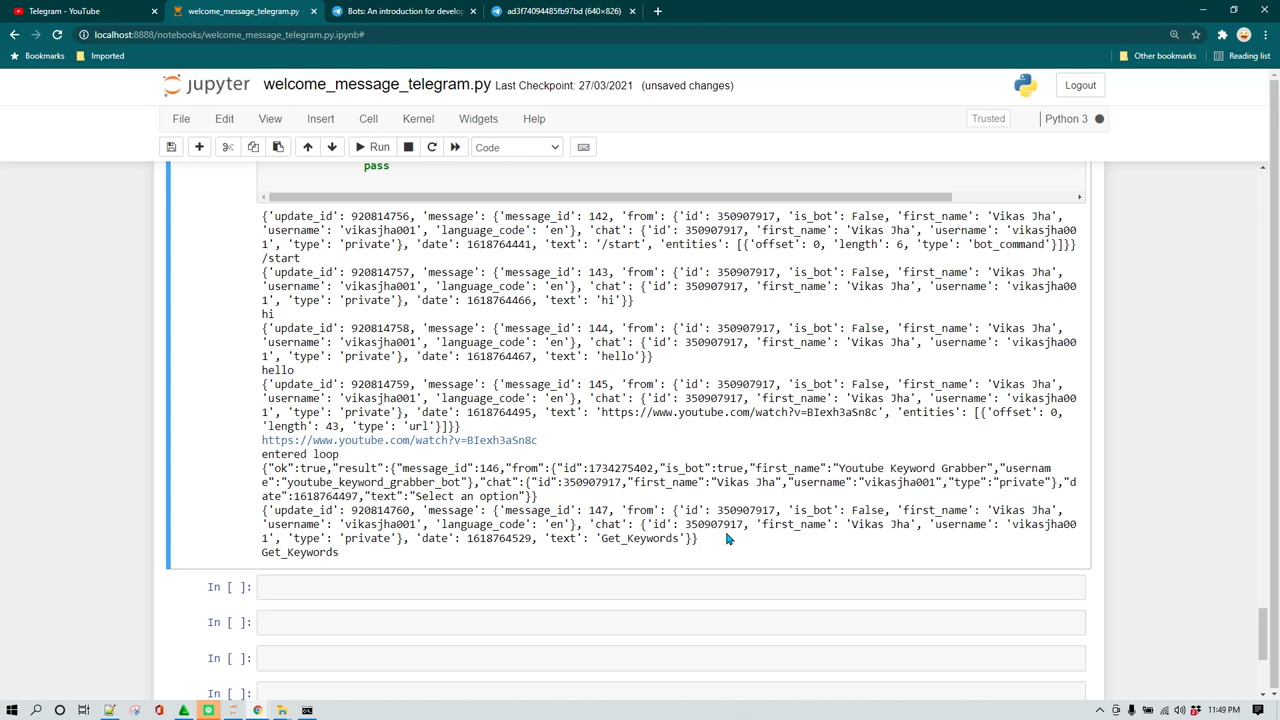 Telegram - YouTube
welcome_message_telegram.py
Bots: An introduction for develo
ad3f74094485fb97bd (640×826)
localhost:8888/notebooks/welcome_message_telegram.py.ipynb#
Bookmarks
Imported
Other bookmarks
Reading list
jupyter
welcome_message_telegram.py Last Checkpoint: 27/03/2021 (unsaved changes)
Logout
File Edit View Insert Cell Kernel Widgets Help
Trusted
Python 3
Run
Code
pass
{'update_id': 920814756, 'message': {'message_id': 142, 'from': {'id': 350907917, 'is_bot': False, 'first_name': 'Vikas Jha',
'username': 'vikasjha001', 'language_code': 'en'}, 'chat': {'id': 350907917, 'first_name': 'Vikas Jha', 'username': 'vikasjha00
1', 'type': 'private'}, 'date': 1618764441, 'text': '/start', 'entities': [{'offset': 0, 'length': 6, 'type': 'bot_command'}]}}
/start
{'update_id': 920814757, 'message': {'message_id': 143, 'from': {'id': 350907917, 'is_bot': False, 'first_name': 'Vikas Jha',
'username': 'vikasjha001', 'language_code': 'en'}, 'chat': {'id': 350907917, 'first_name': 'Vikas Jha', 'username': 'vikasjha00
1', 'type': 'private'}, 'date': 1618764466, 'text': 'hi'}}
hi
{'update_id': 920814758, 'message': {'message_id': 144, 'from': {'id': 350907917, 'is_bot': False, 'first_name': 'Vikas Jha',
'username': 'vikasjha001', 'language_code': 'en'}, 'chat': {'id': 350907917, 'first_name': 'Vikas Jha', 'username': 'vikasjha00
1', 'type': 'private'}, 'date': 1618764467, 'text': 'hello'}}
hello
{'update_id': 920814759, 'message': {'message_id': 145, 'from': {'id': 350907917, 'is_bot': False, 'first_name': 'Vikas Jha',
'username': 'vikasjha001', 'language_code': 'en'}, 'chat': {'id': 350907917, 'first_name': 'Vikas Jha', 'username': 'vikasjha00
1', 'type': 'private'}, 'date': 1618764495, 'text': 'https://www.youtube.com/watch?v=BIexh3aSn8c', 'entities': [{'offset': 0,
'length': 43, 'type': 'url'}]}}
https://www.youtube.com/watch?v=BIexh3aSn8c
entered loop
{"ok":true,"result":{"message_id":146,"from":{"id":1734275402,"is_bot":true,"first_name":"Youtube Keyword Grabber","usernam
e":"youtube_keyword_grabber_bot"},"chat":{"id":350907917,"first_name":"Vikas Jha","username":"vikasjha001","type":"private"},"d
ate":1618764497,"text":"Select an option"}}
{'update_id': 920814760, 'message': {'message_id': 147, 'from': {'id': 350907917, 'is_bot': False, 'first_name': 'Vikas Jha',
'username': 'vikasjha001', 'language_code': 'en'}, 'chat': {'id': 350907917, 'first_name': 'Vikas Jha', 'username': 'vikasjha00
1', 'type': 'private'}, 'date': 1618764529, 'text': 'Get_Keywords'}}
Get_Keywords
In [ ]:
In [ ]:
In [ ]:
In [ ]:
11:49 PM